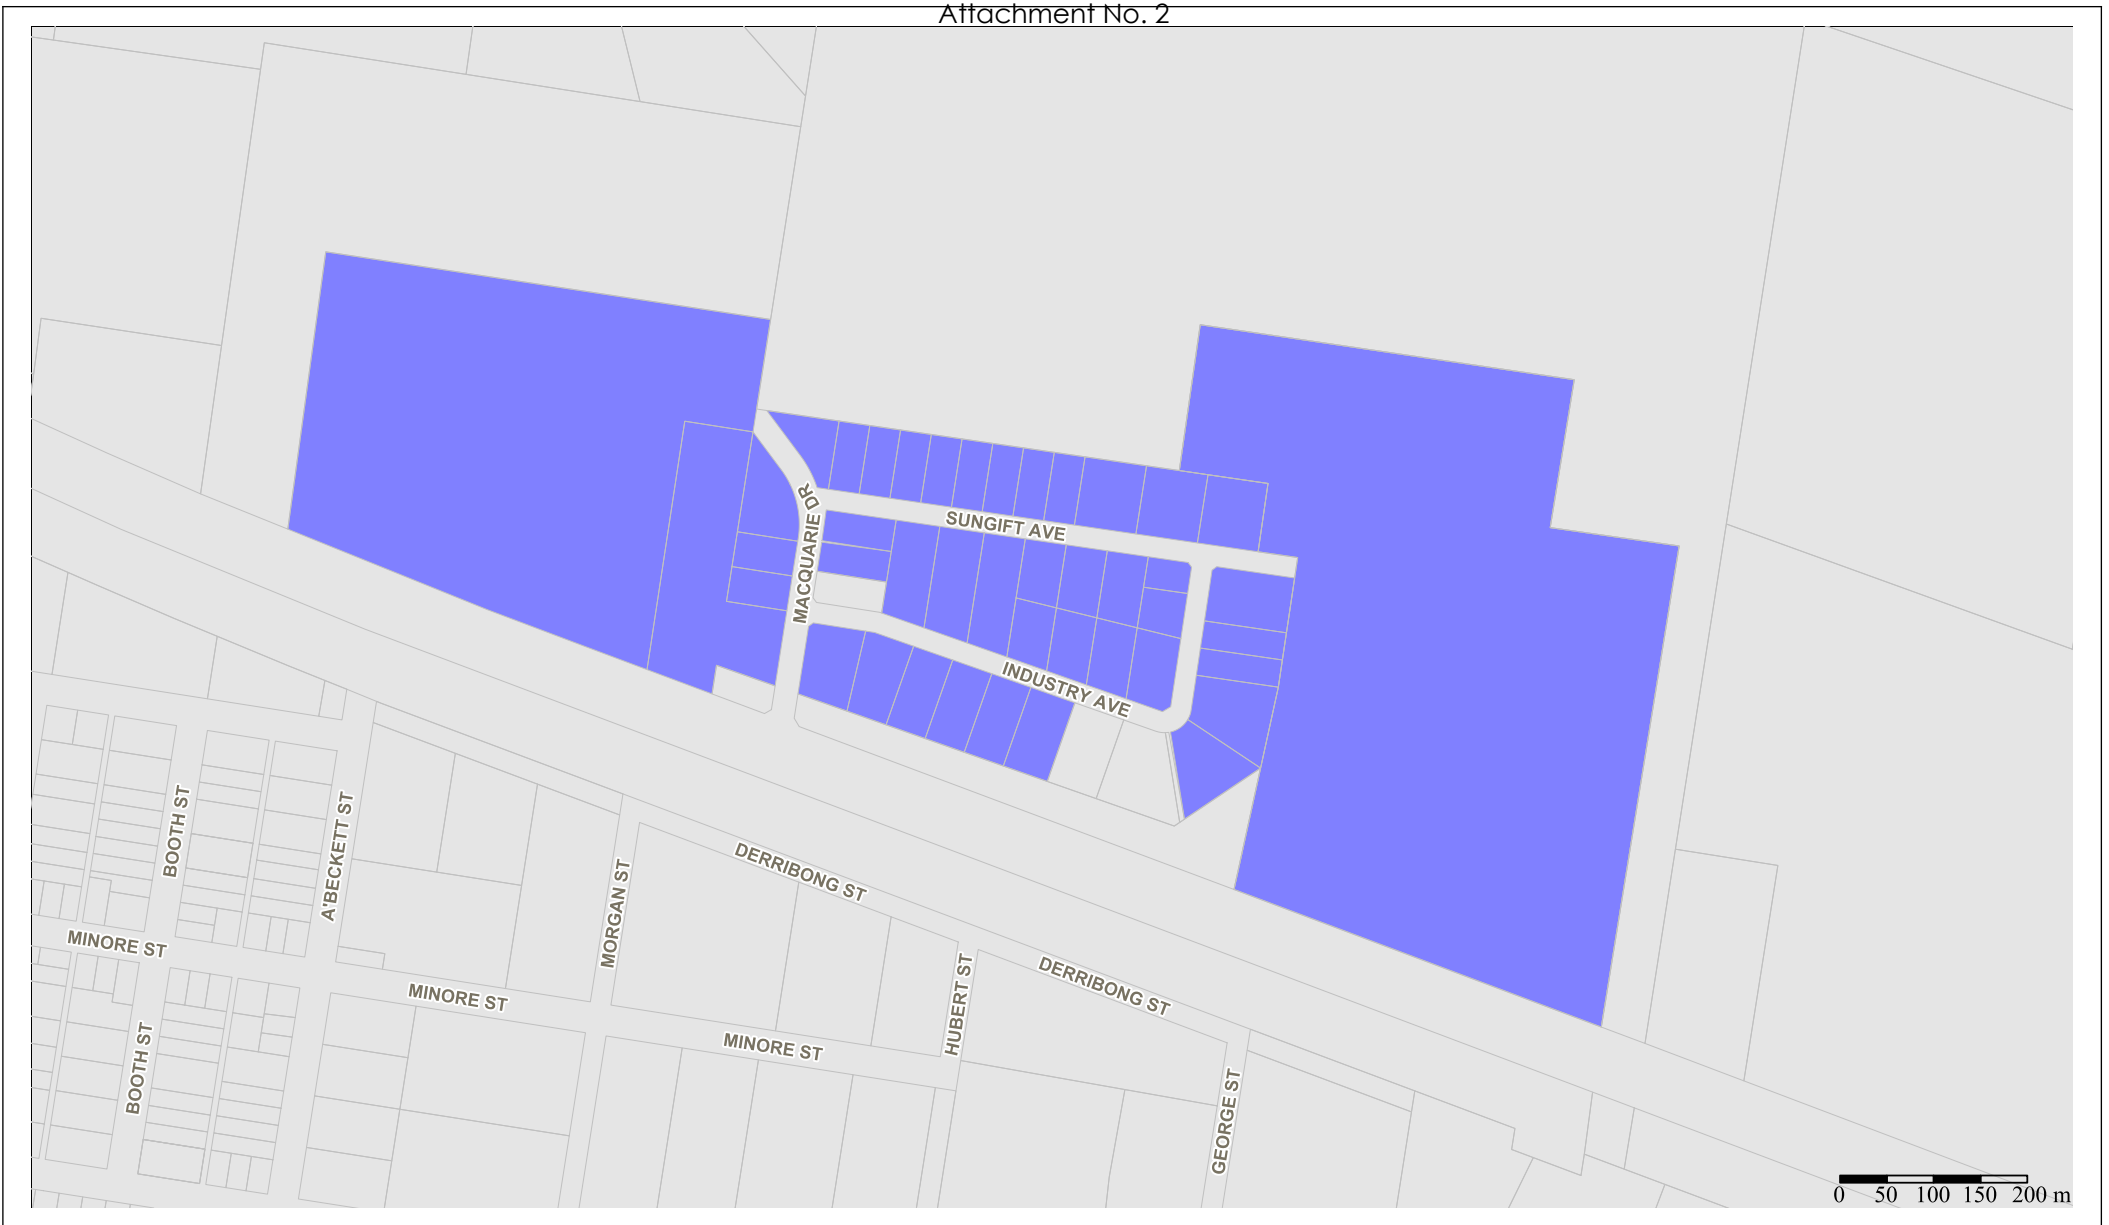 Attachment No. 2
MACQUARIE DR
SUNGIFT AVE
INDUSTRY AVE
BOOTH ST
A'BECKETT ST
MORGAN ST
DERRIBONG ST
MINORE ST
MINORE ST
HUBERT ST
DERRIBONG ST
MINORE ST
BOOTH ST
GEORGE ST
0 50 100 150 200 m